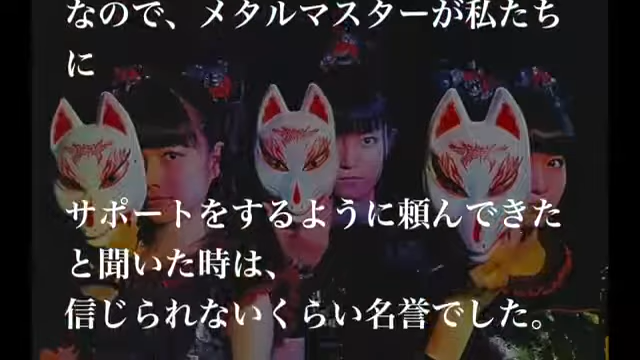 なので、メタルマスターが私たち
に
サポートをするように頼んできた
と聞いた時は、
信じられないくらい名誉でした。